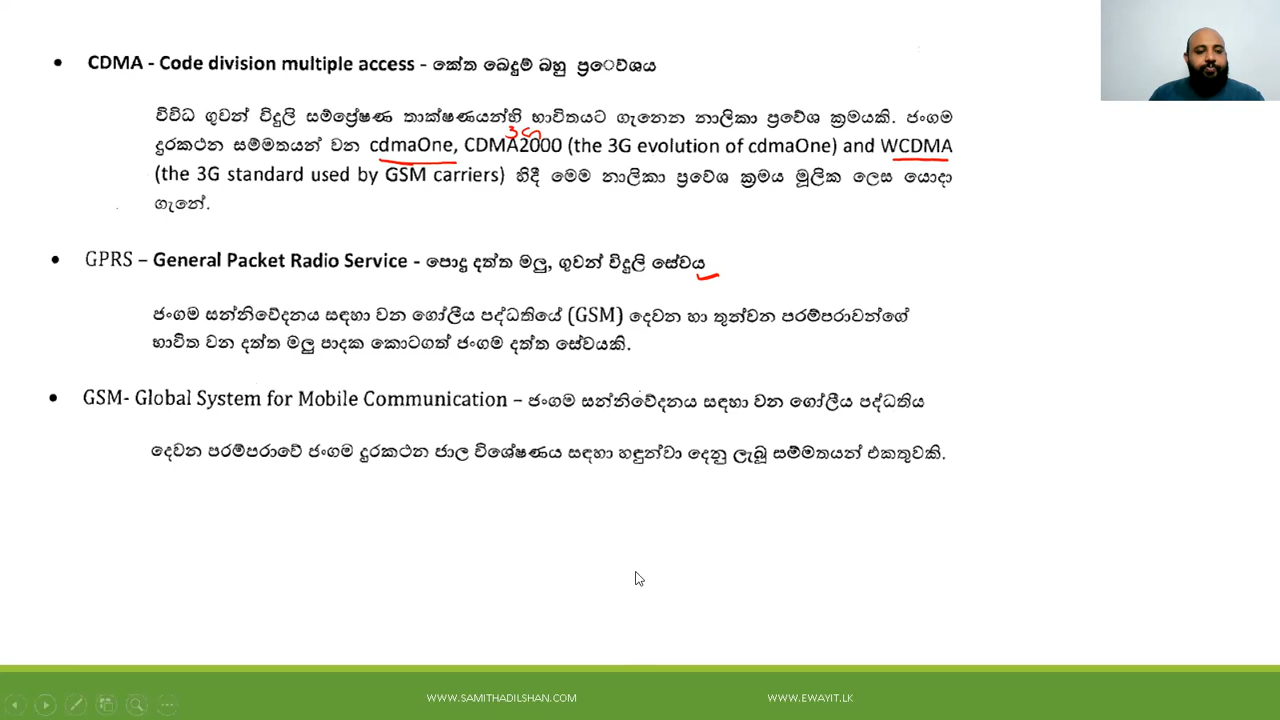 • CDMA - Code division multiple access - කේත බෙදුම් බහු ප්‍රවේශය
විවිධ ගුවන් විදුලි සම්ප්‍රේෂණ තාක්ෂණයන්හි භාවිතයට ගැනෙන නාලිකා ප්‍රවේශ ක්‍රමයකි. ජංගම
3G
දුරකථන සම්මතයන් වන cdmaOne, CDMA2000 (the 3G evolution of cdmaOne) and WCDMA
(the 3G standard used by GSM carriers) හිදී මෙම නාලිකා ප්‍රවේශ ක්‍රමය මූලික ලෙස යොදා
ගැනේ.
• GPRS – General Packet Radio Service - පොදු දත්ත මලු, ගුවන් විදුලි සේවය
ජංගම සන්නිවේදනය සඳහා වන ගෝලීය පද්ධතියේ (GSM) දෙවන හා තුන්වන පරම්පරාවන්ගේ
භාවිත වන දත්ත මලු පාදක කොටගත් ජංගම දත්ත සේවයකි.
• GSM- Global System for Mobile Communication – ජංගම සන්නිවේදනය සඳහා වන ගෝලීය පද්ධතිය
දෙවන පරම්පරාවේ ජංගම දුරකථන ජාල විශේෂණය සඳහා හඳුන්වා දෙනු ලැබූ සම්මතයන් එකතුවකි.
WWW.SAMITHADILSHAN.COM WWW.EWAYIT.LK